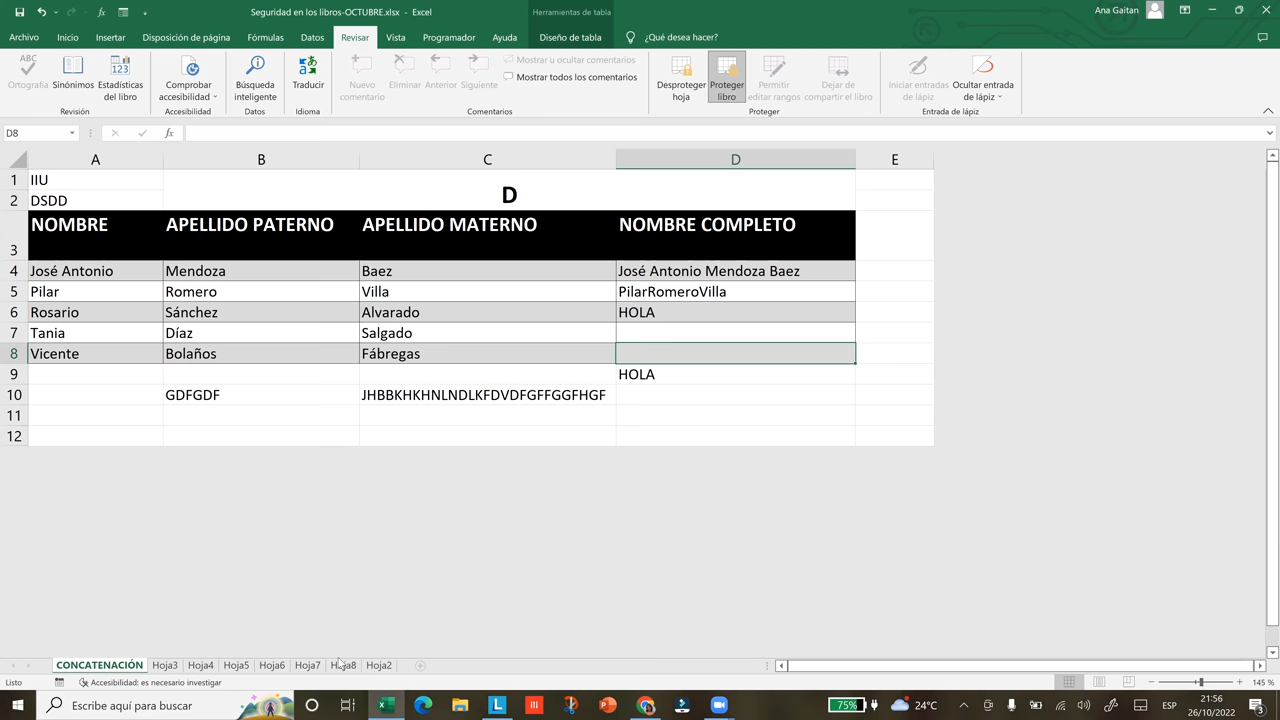 Seguridad en los libros-OCTUBRE.xlsx - Excel
Herramientas de tabla
Ana Gaitan
Archivo Inicio Insertar Disposición de página Fórmulas Datos Revisar Vista Programador Ayuda Diseño de tabla ¿Qué desea hacer?
ABC
Ortografía
Sinónimos
Estadísticas del libro
Revisión
Comprobar accesibilidad
Accesibilidad
Búsqueda inteligente
Datos
Traducir
Idioma
Nuevo comentario
Eliminar
Anterior
Siguiente
Mostrar u ocultar comentarios
Mostrar todos los comentarios
Comentarios
Desproteger hoja
Proteger libro
Permitir editar rangos
Dejar de compartir el libro
Proteger
Iniciar entradas de lápiz
Ocultar entrada de lápiz
Entrada de lápiz
D8 fx
A B C D E
1 IIU
D
2 DSDD
3 NOMBRE APELLIDO PATERNO APELLIDO MATERNO NOMBRE COMPLETO
4 José Antonio Mendoza Baez José Antonio Mendoza Baez
5 Pilar Romero Villa PilarRomeroVilla
6 Rosario Sánchez Alvarado HOLA
7 Tania Díaz Salgado
8 Vicente Bolaños Fábregas
9 HOLA
10 GDFGDF JHBBKHKHNLNDLKFDVDFGFFGGFHGF
11
12
CONCATENACIÓN Hoja3 Hoja4 Hoja5 Hoja6 Hoja7 Hoja8 Hoja2
Listo Accesibilidad: es necesario investigar 145 %
Escribe aquí para buscar 75% 24°C ESP 21:56
26/10/2022